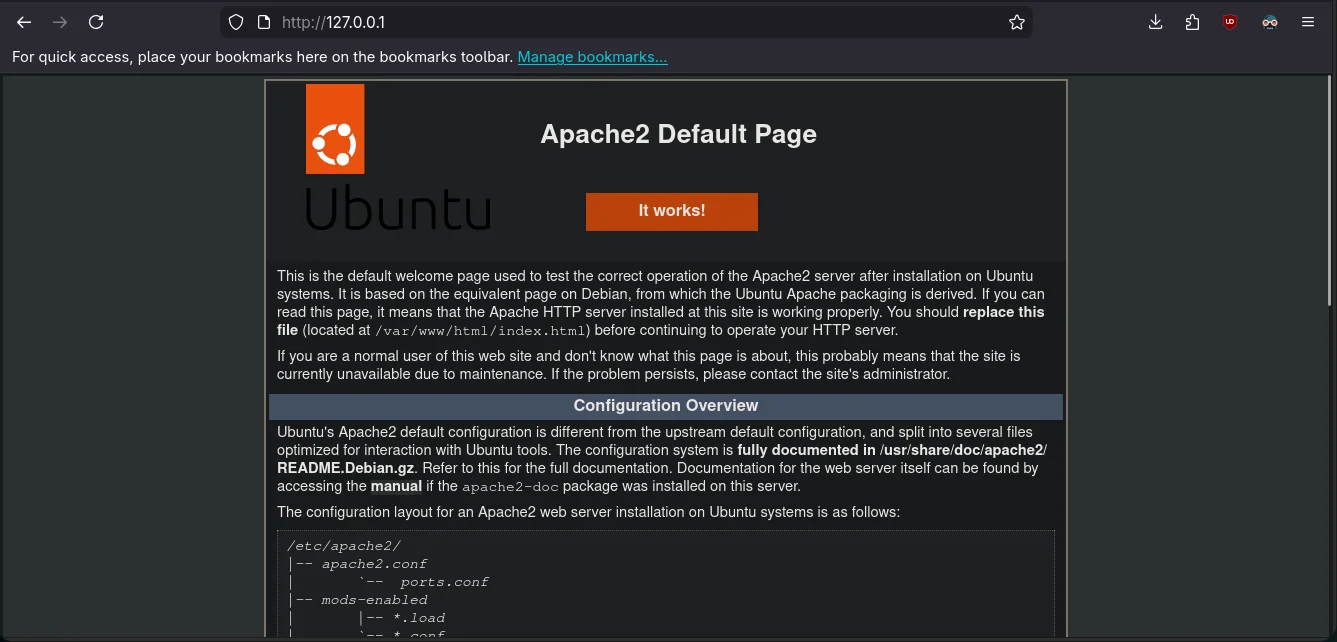 http://127.0.0.1
For quick access, place your bookmarks here on the bookmarks toolbar. Manage bookmarks...
Apache2 Default Page
Ubuntu
It works!
This is the default welcome page used to test the correct operation of the Apache2 server after installation on Ubuntu
systems. It is based on the equivalent page on Debian, from which the Ubuntu Apache packaging is derived. If you can
read this page, it means that the Apache HTTP server installed at this site is working properly. You should replace this
file (located at /var/www/html/index.html) before continuing to operate your HTTP server.
If you are a normal user of this web site and don't know what this page is about, this probably means that the site is
currently unavailable due to maintenance. If the problem persists, please contact the site's administrator.
Configuration Overview
Ubuntu's Apache2 default configuration is different from the upstream default configuration, and split into several files
optimized for interaction with Ubuntu tools. The configuration system is fully documented in /usr/share/doc/apache2/
README.Debian.gz. Refer to this for the full documentation. Documentation for the web server itself can be found by
accessing the manual if the apache2-doc package was installed on this server.
The configuration layout for an Apache2 web server installation on Ubuntu systems is as follows:
/etc/apache2/
|-- apache2.conf
|       `--  ports.conf
|-- mods-enabled
|       |-- *.load
|       `-- *.conf